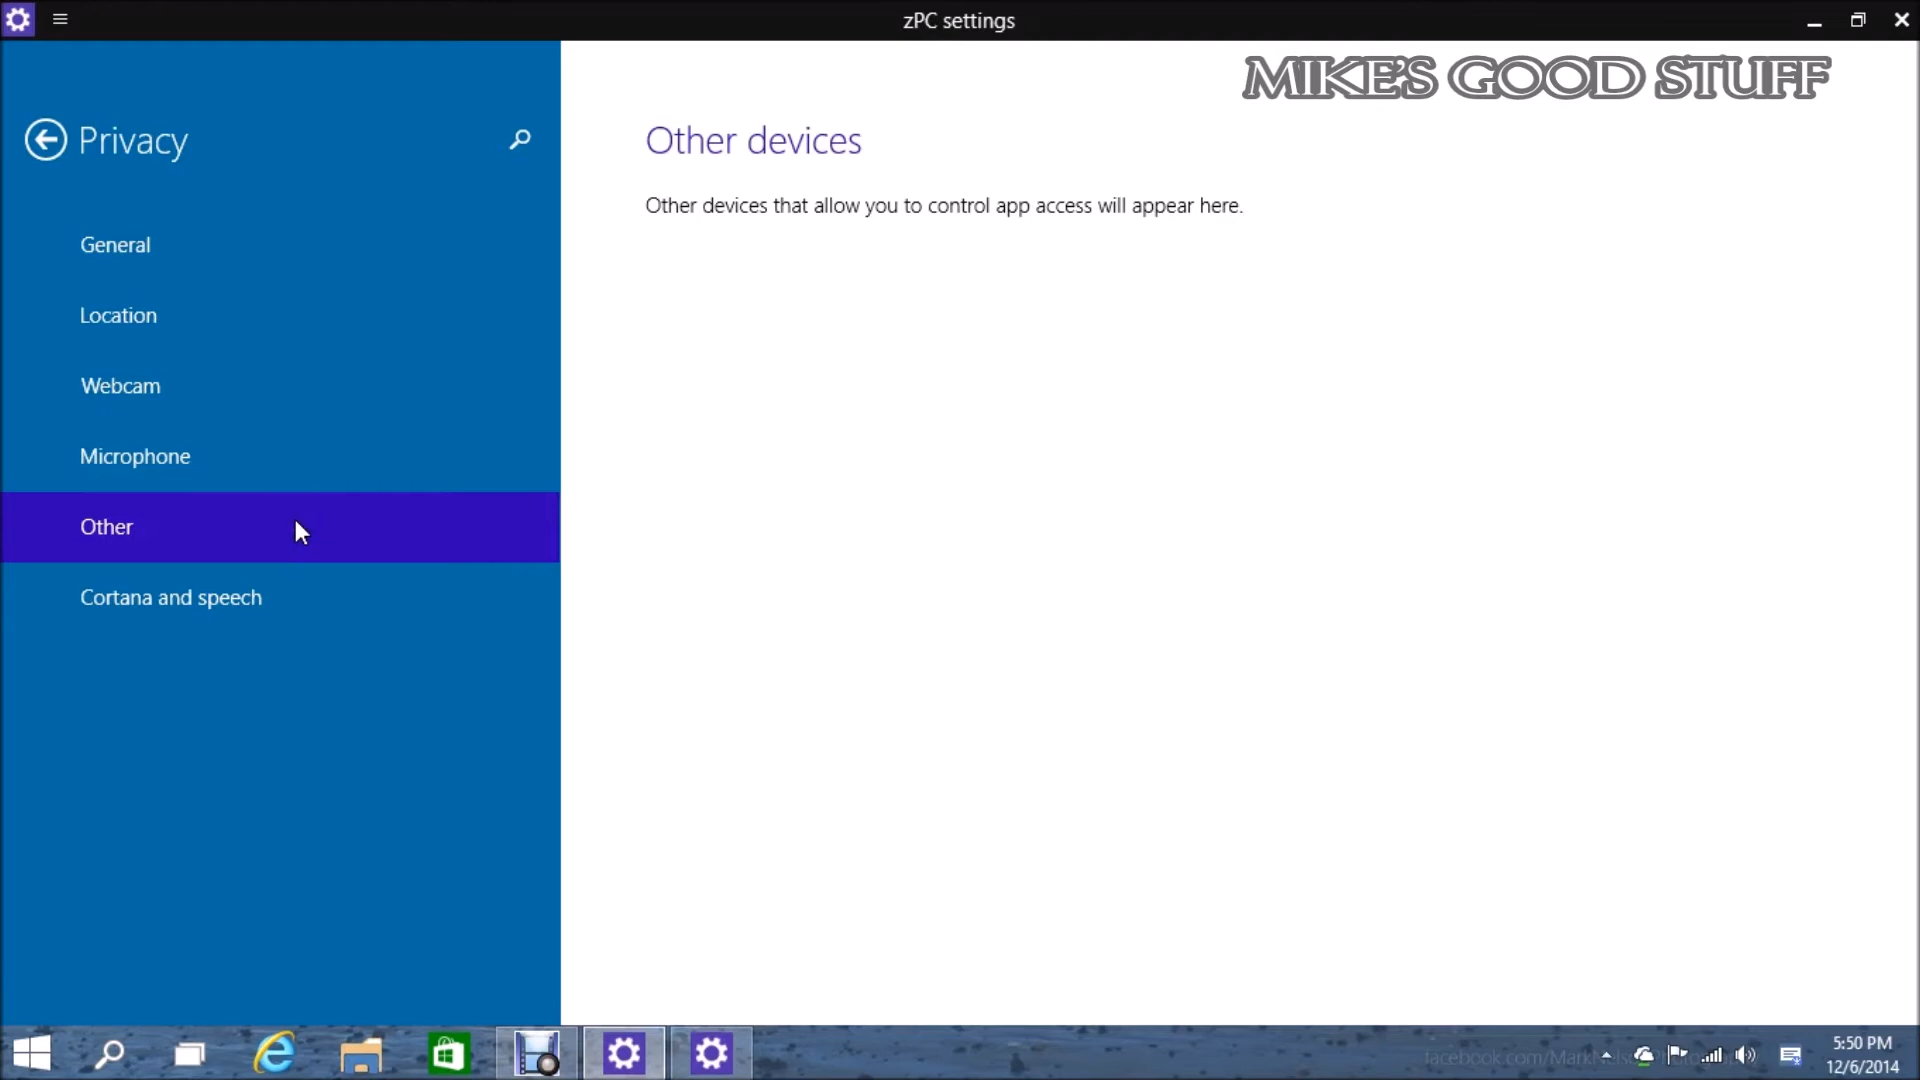 zPC settings
MIKE'S GOOD STUFF
Privacy
General
Location
Webcam
Microphone
Other
Cortana and speech
Other devices
Other devices that allow you to control app access will appear here.
5:50 PM
12/6/2014